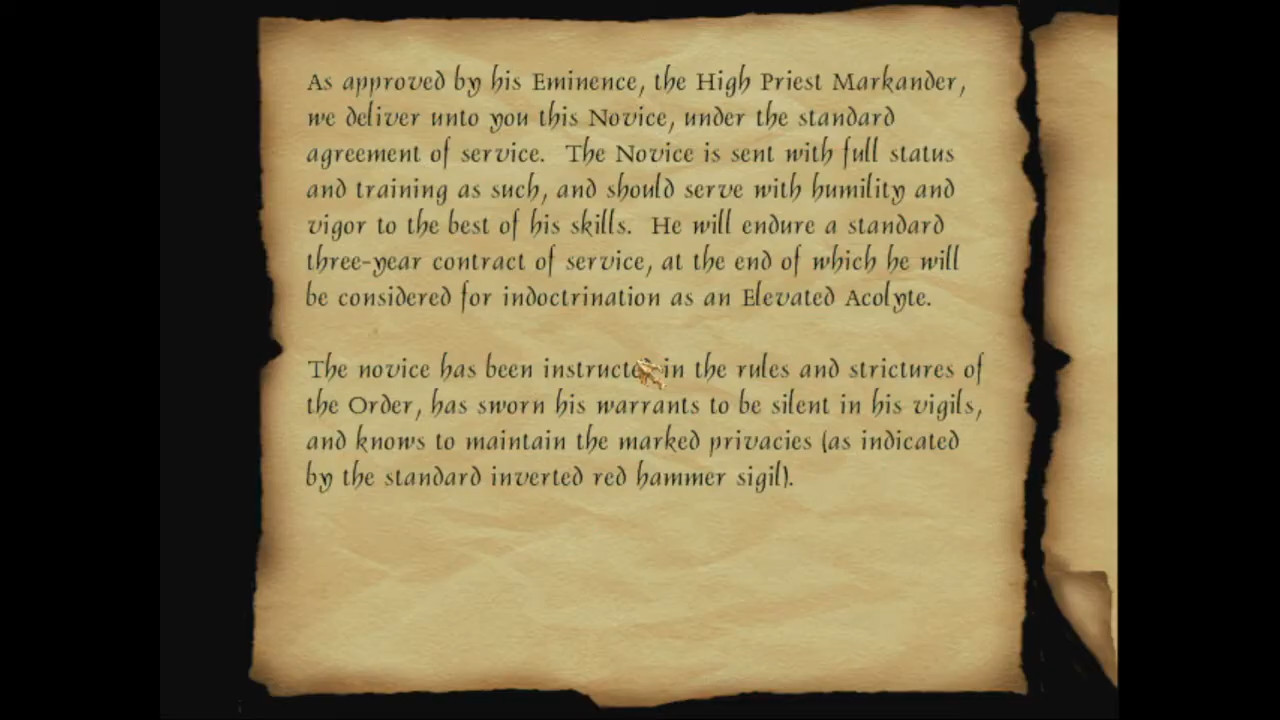 As approved by his Eminence, the High Priest Markander,
we deliver unto you this Novice, under the standard
agreement of service.  The Novice is sent with full status
and training as such, and should serve with humility and
vigor to the best of his skills.  He will endure a standard
three-year contract of service, at the end of which he will
be considered for indoctrination as an Elevated Acolyte.

The novice has been instructed in the rules and strictures of
the Order, has sworn his warrants to be silent in his vigils,
and knows to maintain the marked privacies (as indicated
by the standard inverted red hammer sigil).